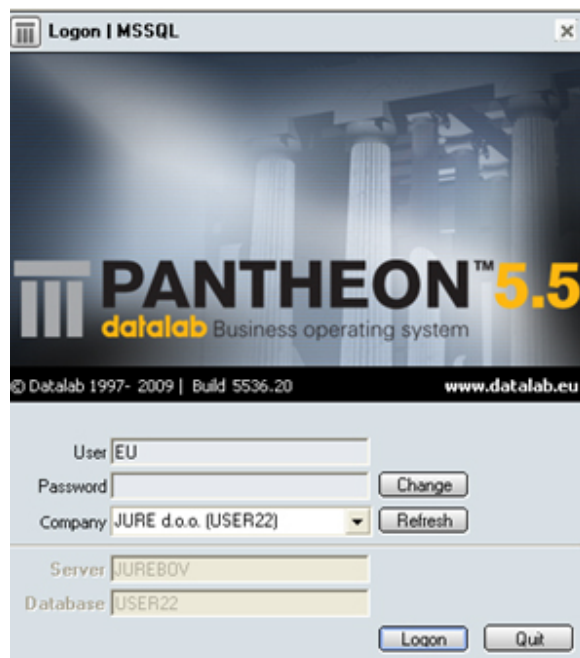 Logon | MSSQL
PANTHEON™ 5.5
datalab Business operating system
© Datalab 1997- 2009 | Build 5536.20 www.datalab.eu
User EU
Password Change
Company JURE d.o.o. (USER22) Refresh
Server JUREBOV
Database USER22
Logon Quit